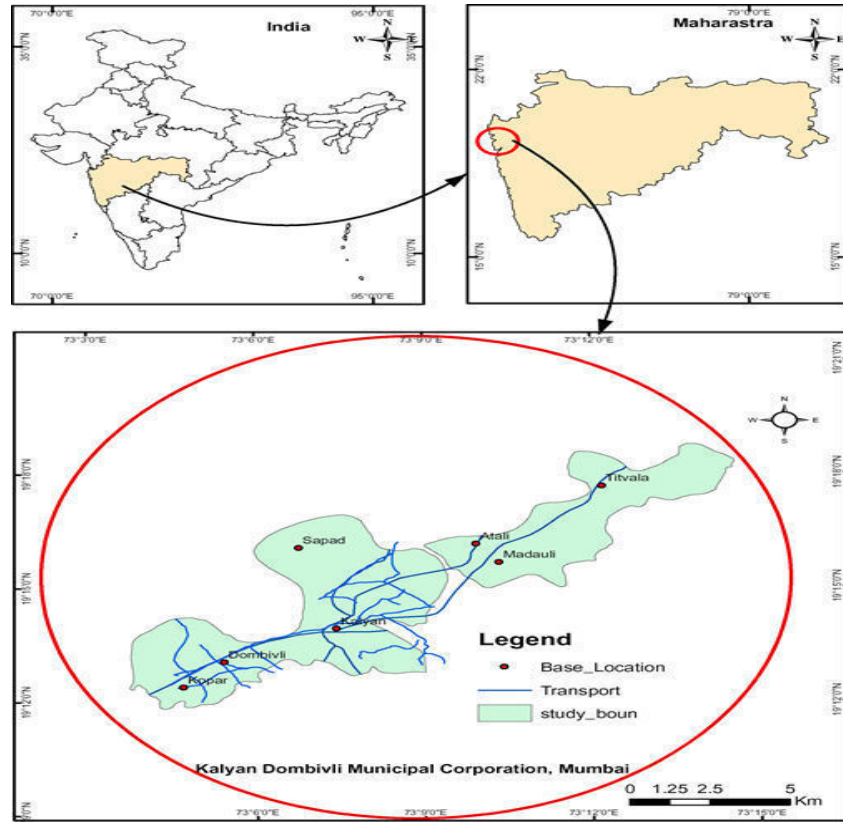 70°0'0"E
95°0'0"E
India
N
W E
S
35°0'0"N
35°0'0"N
10°0'0"N
10°0'0"N
70°0'0"E
95°0'0"E
79°0'0"E
Maharastra
N
W E
S
22°0'0"N
22°0'0"N
15°0'0"N
15°0'0"N
79°0'0"E
73°3'0"E
73°6'0"E
73°9'0"E
73°12'0"E
19°21'0"N
N
W E
S
19°18'0"N
19°18'0"N
Titvala
Sapad
Atali
Madauli
19°15'0"N
19°15'0"N
Kalyan
Dombivli
Kopar
19°12'0"N
19°12'0"N
Legend
Base_Location
Transport
study_boun
Kalyan Dombivli Municipal Corporation, Mumbai
0 1.25 2.5 5
Km
73°6'0"E
73°9'0"E
73°12'0"E
73°15'0"E